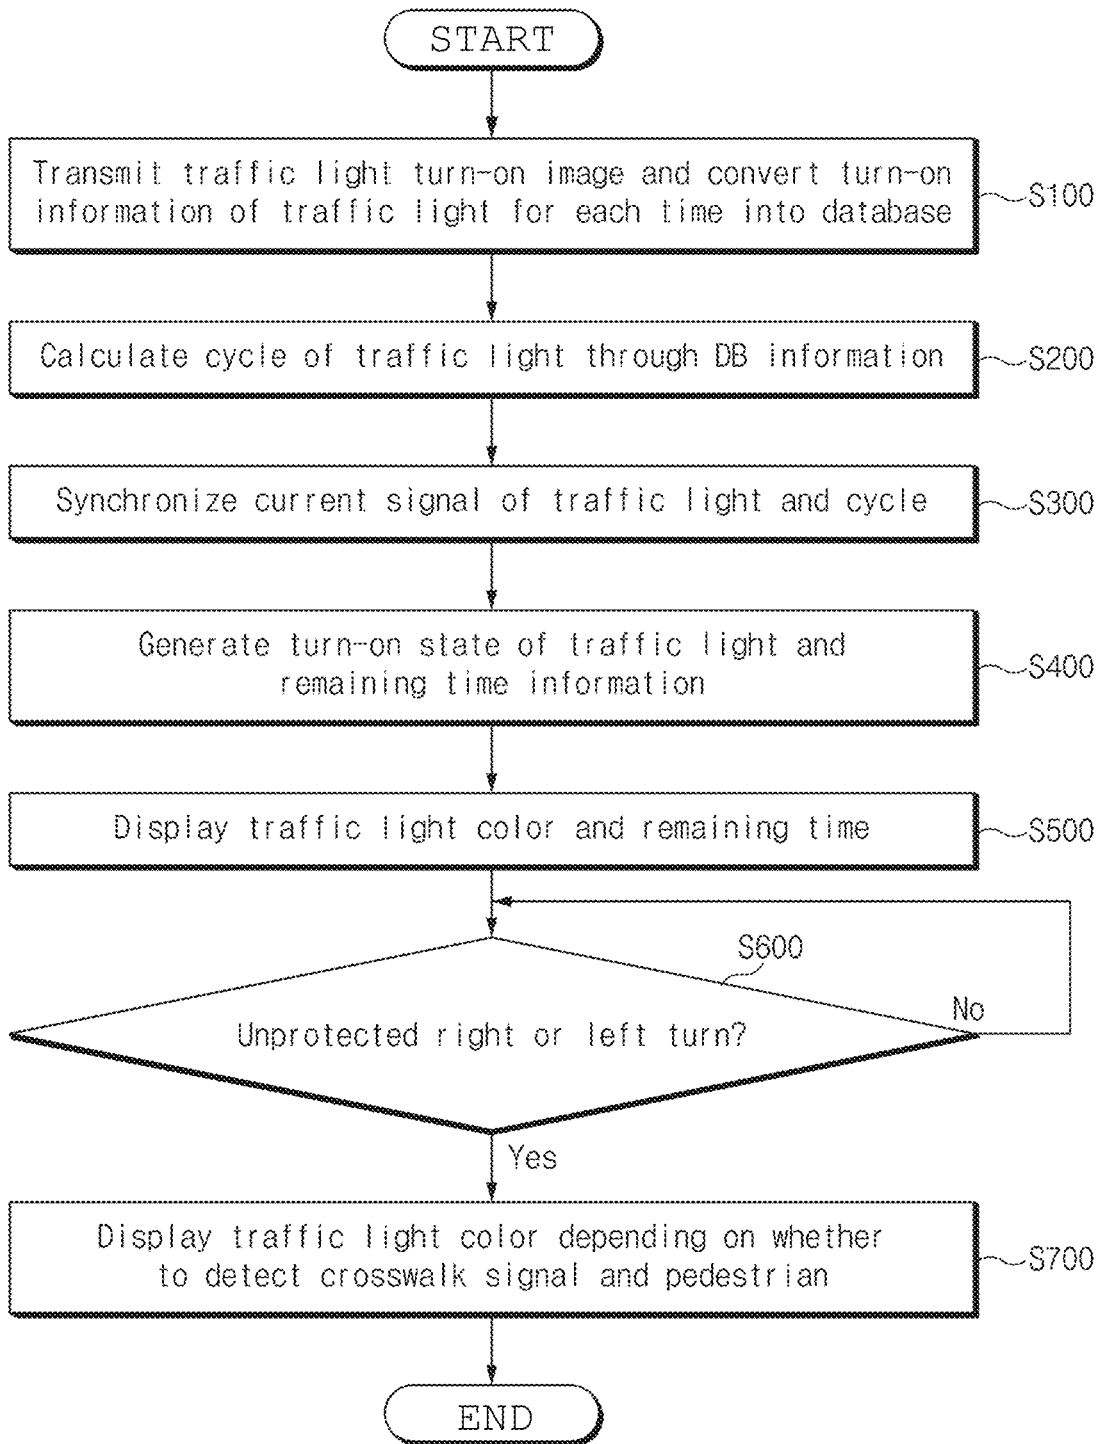 START
Transmit traffic light turn-on image and convert turn-on
information of traffic light for each time into database
S100
Calculate cycle of traffic light through DB information
S200
Synchronize current signal of traffic light and cycle
S300
Generate turn-on state of traffic light and
remaining time information
S400
Display traffic light color and remaining time
S500
S600
Unprotected right or left turn?
No
Yes
Display traffic light color depending on whether
to detect crosswalk signal and pedestrian
S700
END